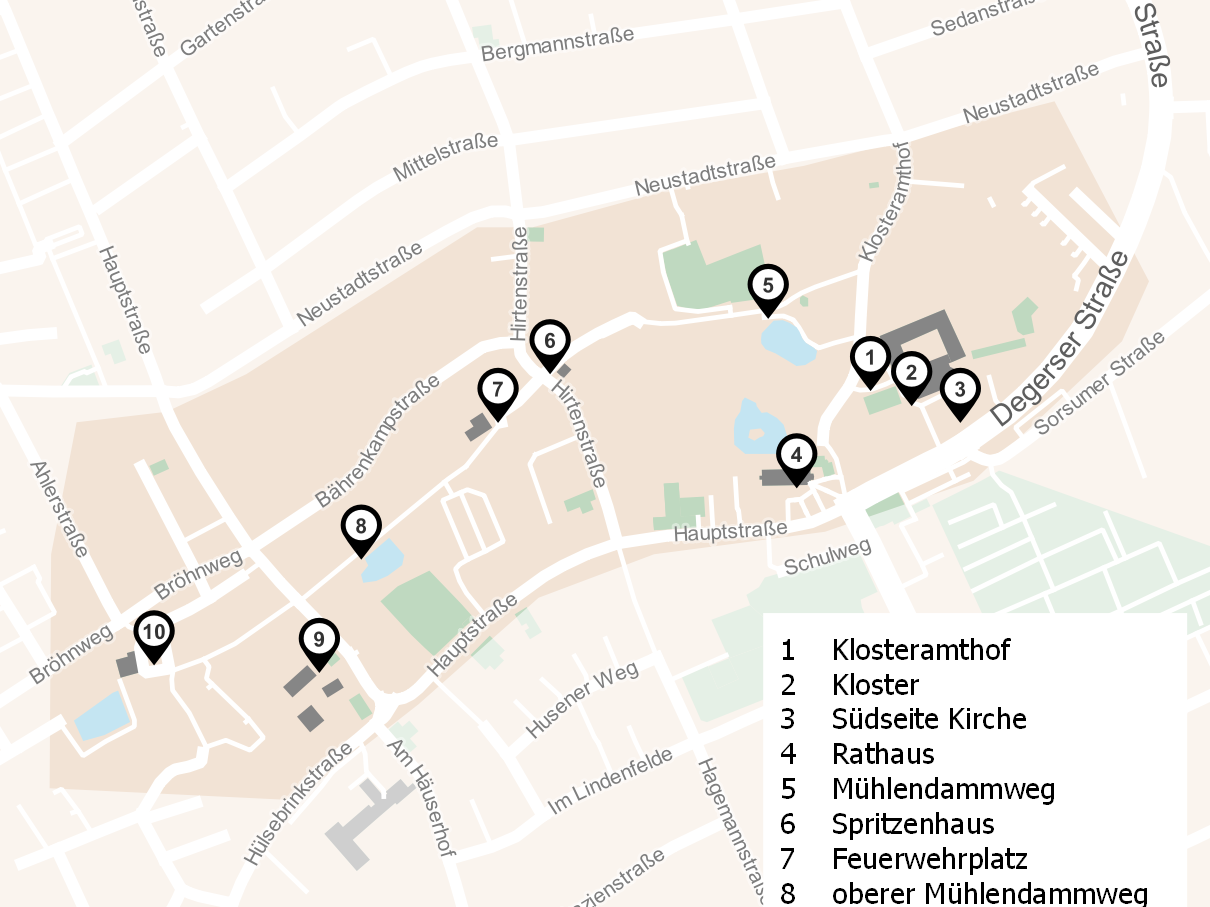 Gartenstra
Bergmannstraße
Sedanstraß
Straße
Neustadtstraße
Mittelstraße
Neustadtstraße
Klosteramthof
Hauptstraße
Neustadtstraße
Hirtenstraße
Degerser Straße
5
6
1
2
3
7
Sorsumer Straße
Hirtenstraße
Bährenkampstraße
4
Ahlerstraße
8
Hauptstraße
Schulweg
Bröhnweg
Hauptstraße
10
9
Bröhnweg
Husener Weg
Am Häuserhof
Hülsebrinkstraße
Im Lindenfelde
Hagemannstraße
1 Klosteramthof
2 Kloster
3 Südseite Kirche
4 Rathaus
5 Mühlendammweg
6 Spritzenhaus
7 Feuerwehrplatz
8 oberer Mühlendammweg